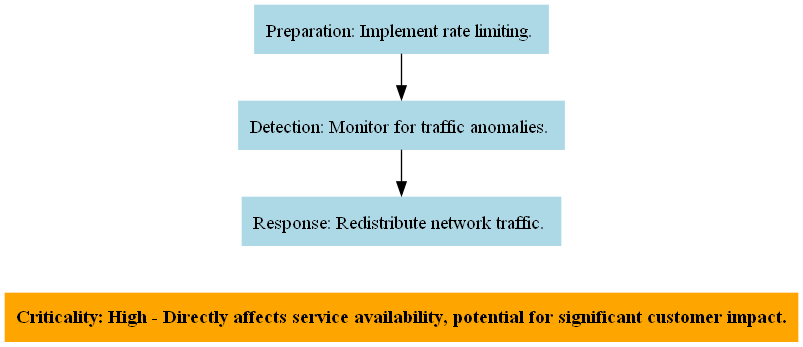 Preparation: Implement rate limiting.
Detection: Monitor for traffic anomalies.
Response: Redistribute network traffic.
Criticality: High - Directly affects service availability, potential for significant customer impact.